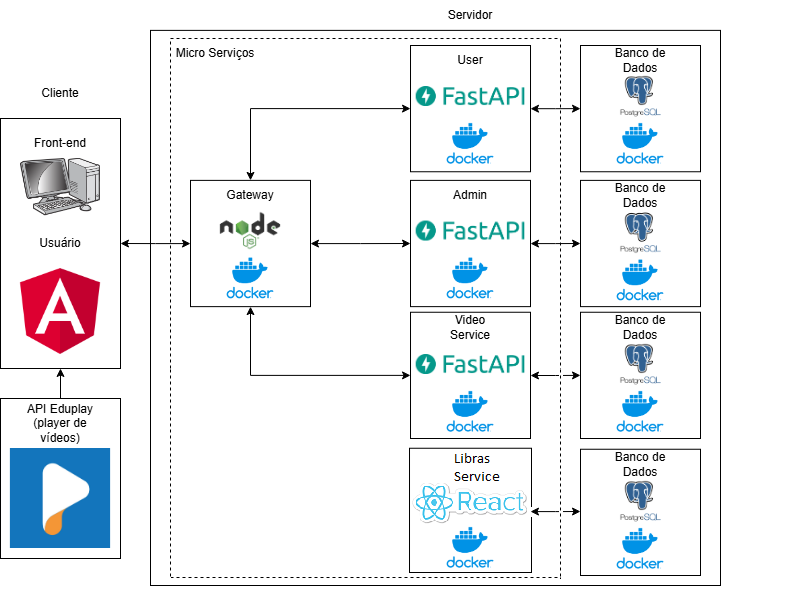 Servidor
Cliente
Front-end
Usuário
API Eduplay
(player de
vídeos)
Micro Serviços
Gateway
node
JS
docker
User
FastAPI
docker
Admin
FastAPI
docker
Video
Service
FastAPI
docker
Libras
Service
React
docker
Banco de
Dados
PostgreSQL
docker
Banco de
Dados
PostgreSQL
docker
Banco de
Dados
PostgreSQL
docker
Banco de
Dados
PostgreSQL
docker